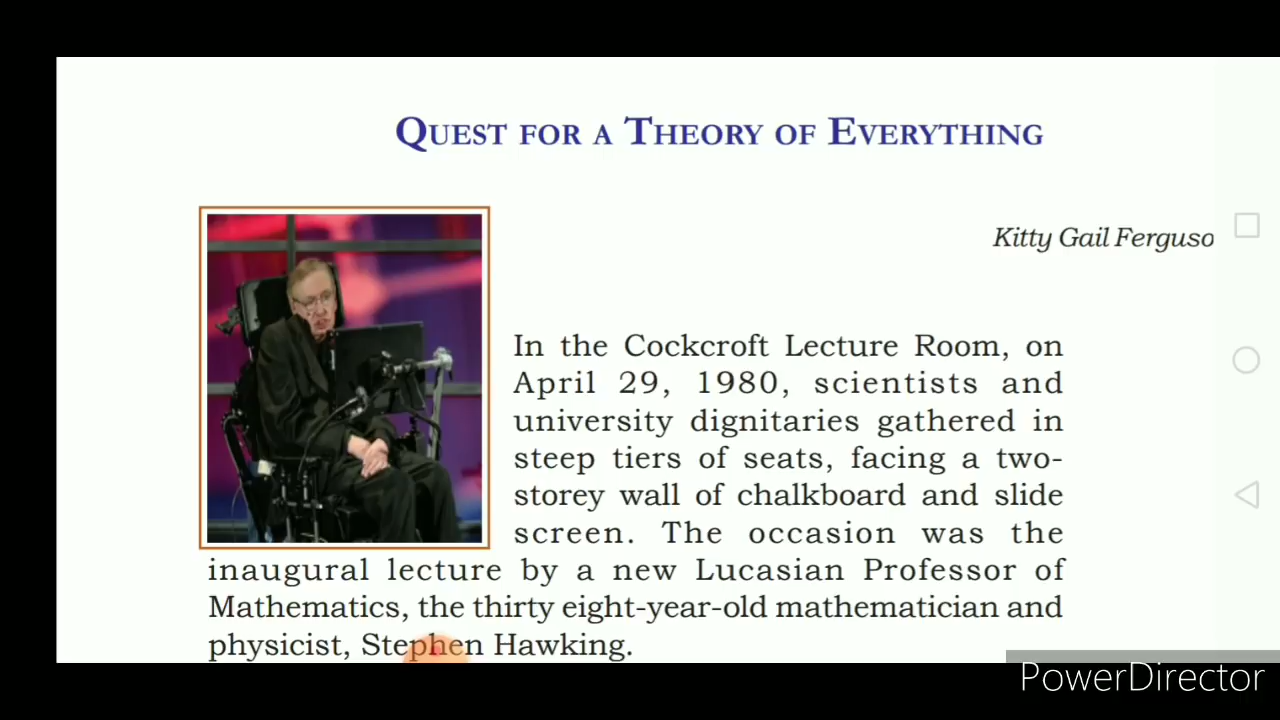 QUEST FOR A THEORY OF EVERYTHING
Kitty Gail Ferguso
In the Cockcroft Lecture Room, on
April 29, 1980, scientists and
university dignitaries gathered in
steep tiers of seats, facing a two-
storey wall of chalkboard and slide
screen. The occasion was the
inaugural lecture by a new Lucasian Professor of
Mathematics, the thirty eight-year-old mathematician and
physicist, Stephen Hawking.
PowerDirector